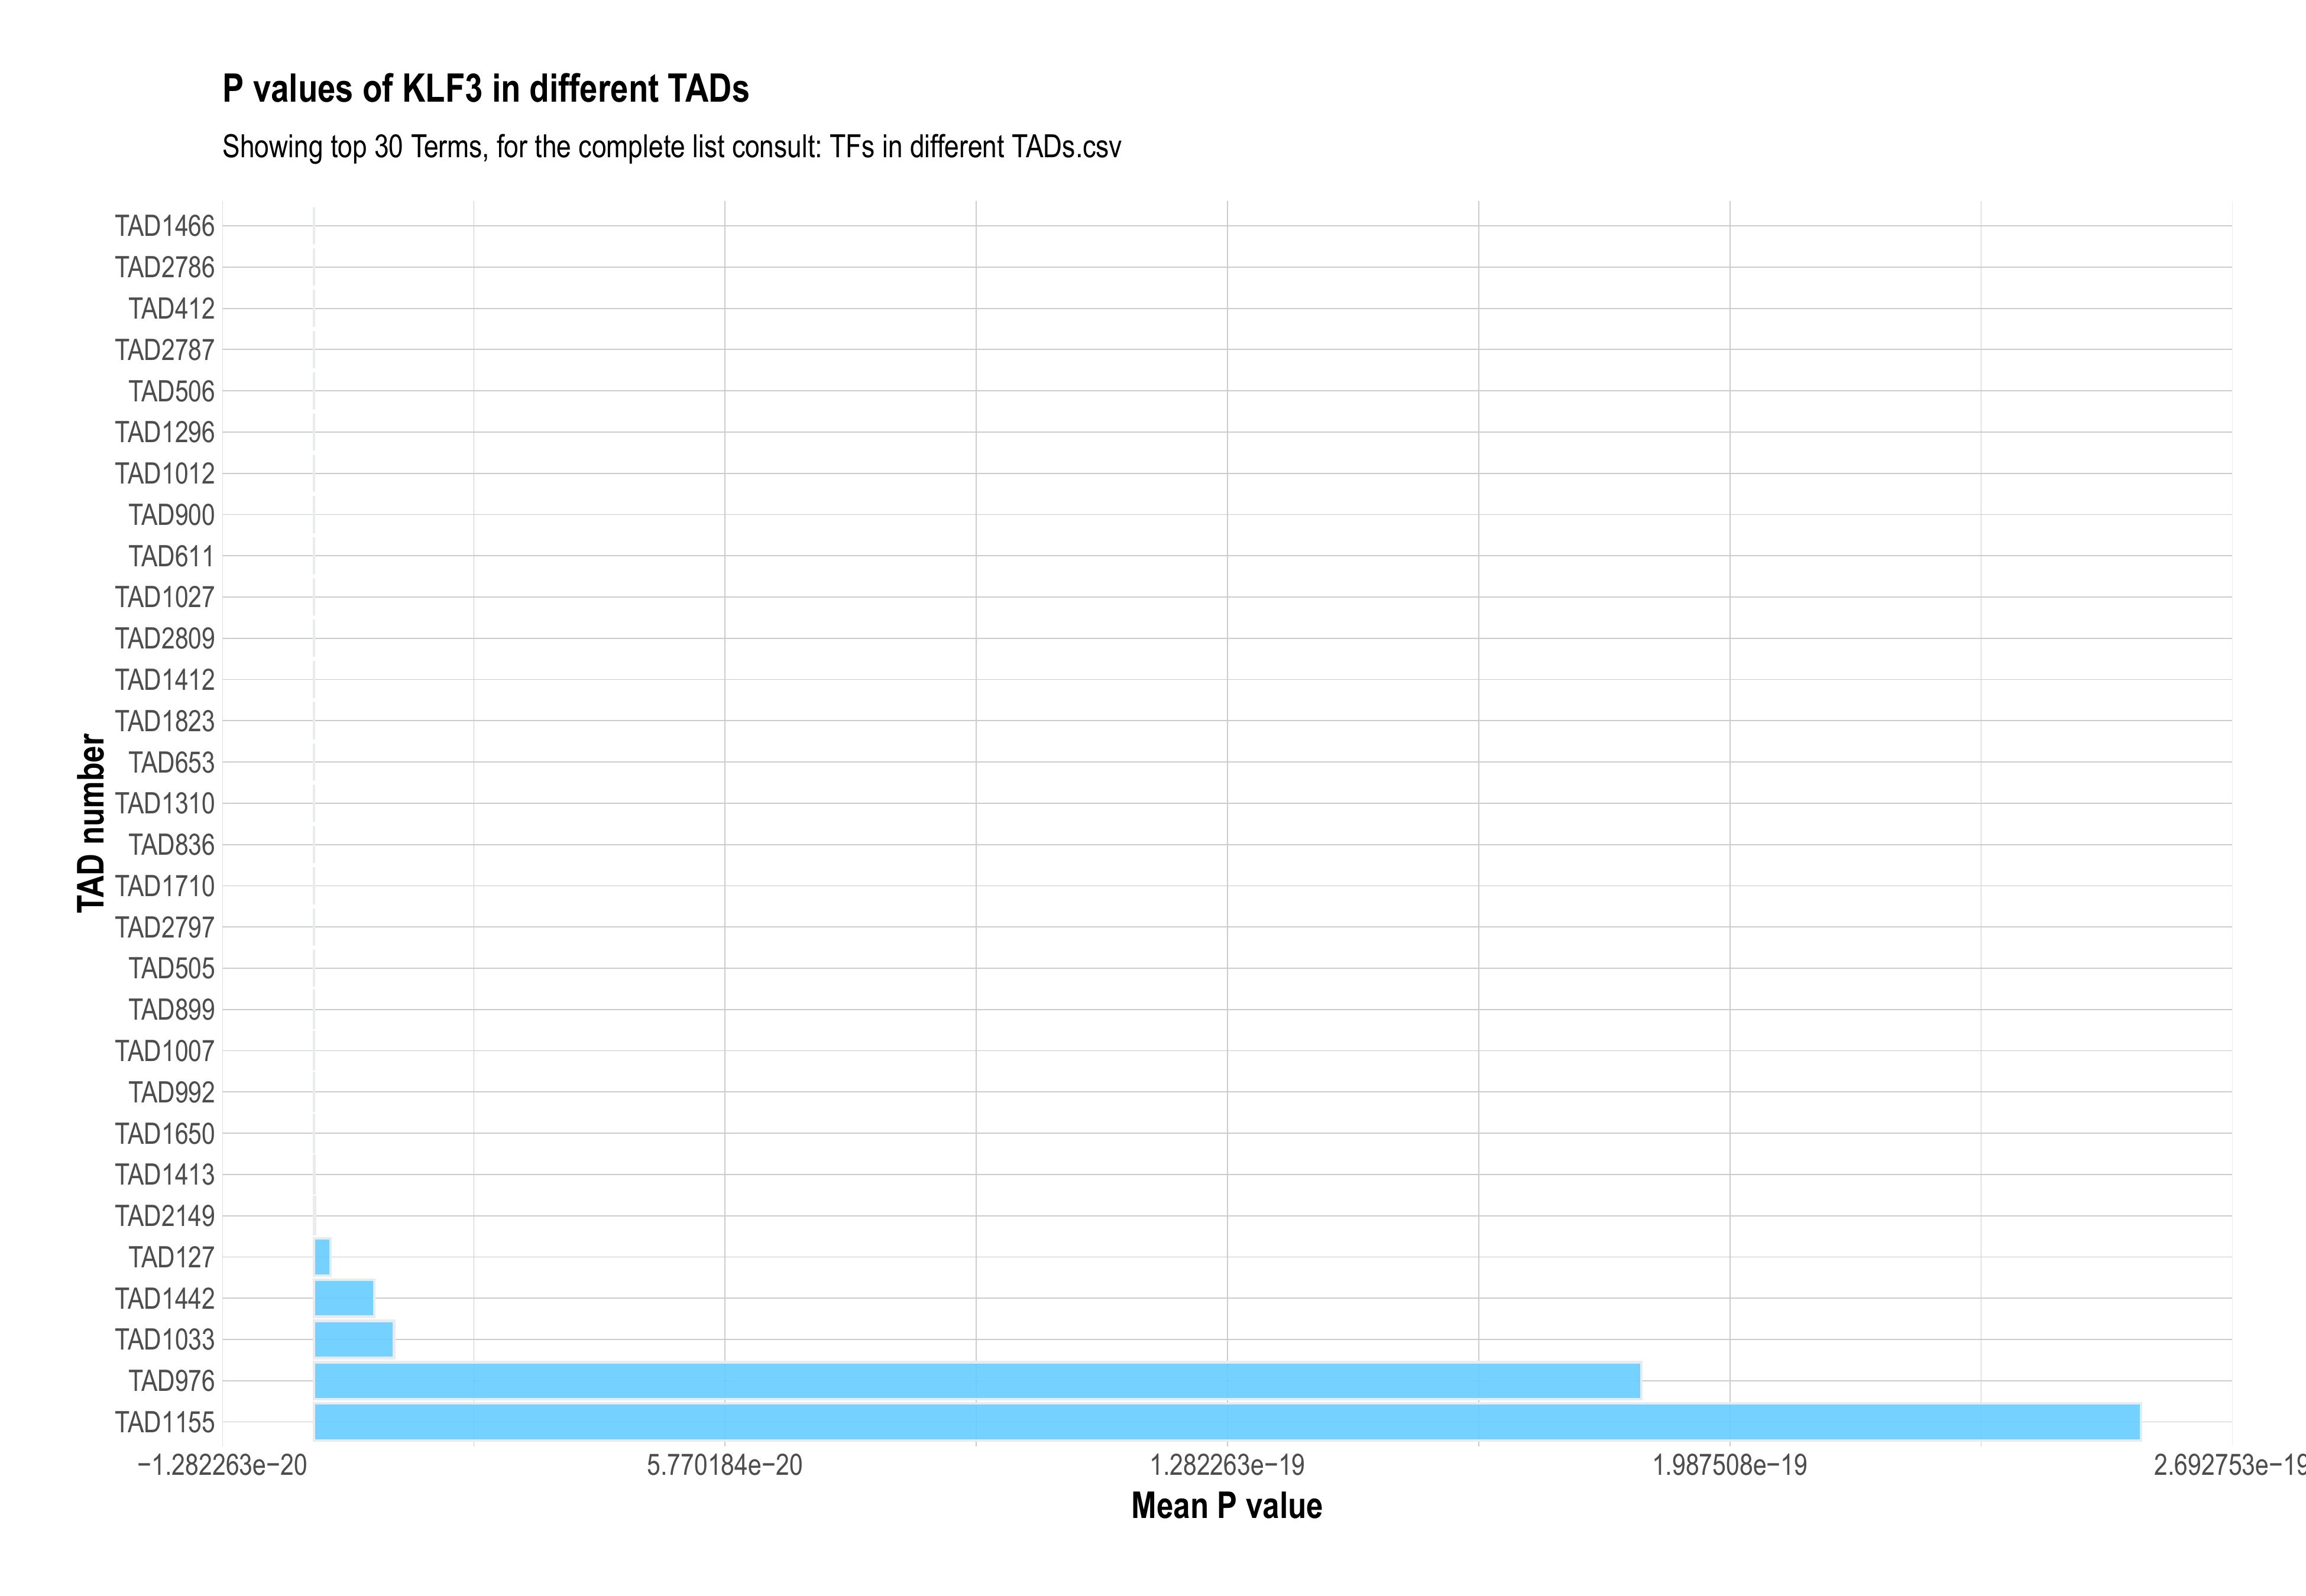 P values of KLF3 in different TADs
Showing top 30 Terms, for the complete list consult: TFs in different TADs.csv
TAD number
TAD1466
TAD2786
TAD412
TAD2787
TAD506
TAD1296
TAD1012
TAD900
TAD611
TAD1027
TAD2809
TAD1412
TAD1823
TAD653
TAD1310
TAD836
TAD1710
TAD2797
TAD505
TAD899
TAD1007
TAD992
TAD1650
TAD1413
TAD2149
TAD127
TAD1442
TAD1033
TAD976
TAD1155
−1.282263e−20 5.770184e−20 1.282263e−19 1.987508e−19 2.692753e−19
Mean P value